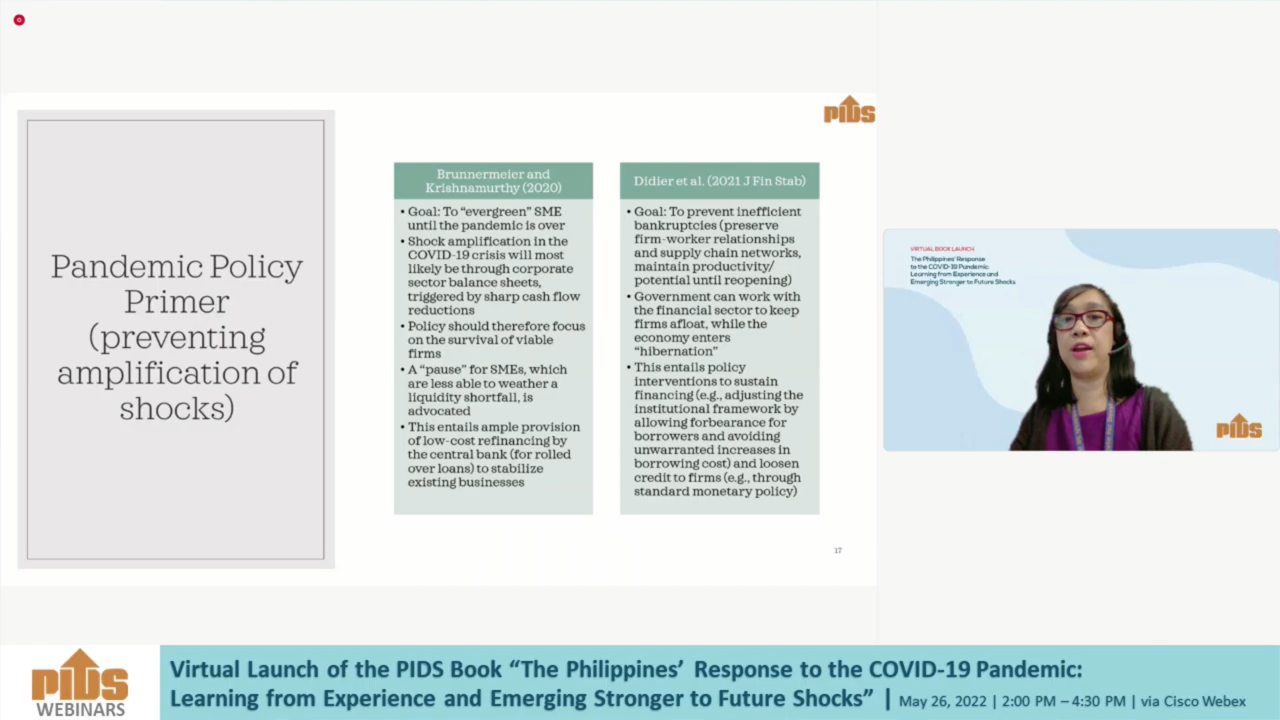 PIDS
Pandemic Policy
Primer
(preventing
amplification of
shocks)
Brunnermeier and
Krishnamurthy (2020)
• Goal: To “evergreen” SME
until the pandemic is over
• Shock amplification in the
COVID-19 crisis will most
likely be through corporate
sector balance sheets,
triggered by sharp cash flow
reductions
• Policy should therefore focus
on the survival of viable
firms
• A “pause” for SMEs, which
are less able to weather a
liquidity shortfall, is
advocated
• This entails ample provision
of low-cost refinancing by
the central bank (for rolled
over loans) to stabilize
existing businesses
Didier et al. (2021 J Fin Stab)
• Goal: To prevent inefficient
bankruptcies (preserve
firm-worker relationships
and supply chain networks,
maintain productivity/
potential until reopening)
• Government can work with
the financial sector to keep
firms afloat, while the
economy enters
“hibernation”
• This entails policy
interventions to sustain
financing (e.g., adjusting the
institutional framework by
allowing forbearance for
borrowers and avoiding
unwarranted increases in
borrowing cost) and loosen
credit to firms (e.g., through
standard monetary policy)
17
VIRTUAL BOOK LAUNCH
The Philippines' Response
to the COVID-19 Pandemic:
Learning from Experience and
Emerging Stronger to Future Shocks
PIDS
PIDS
WEBINARS
Virtual Launch of the PIDS Book “The Philippines’ Response to the COVID-19 Pandemic:
Learning from Experience and Emerging Stronger to Future Shocks” | May 26, 2022 | 2:00 PM – 4:30 PM | via Cisco Webex